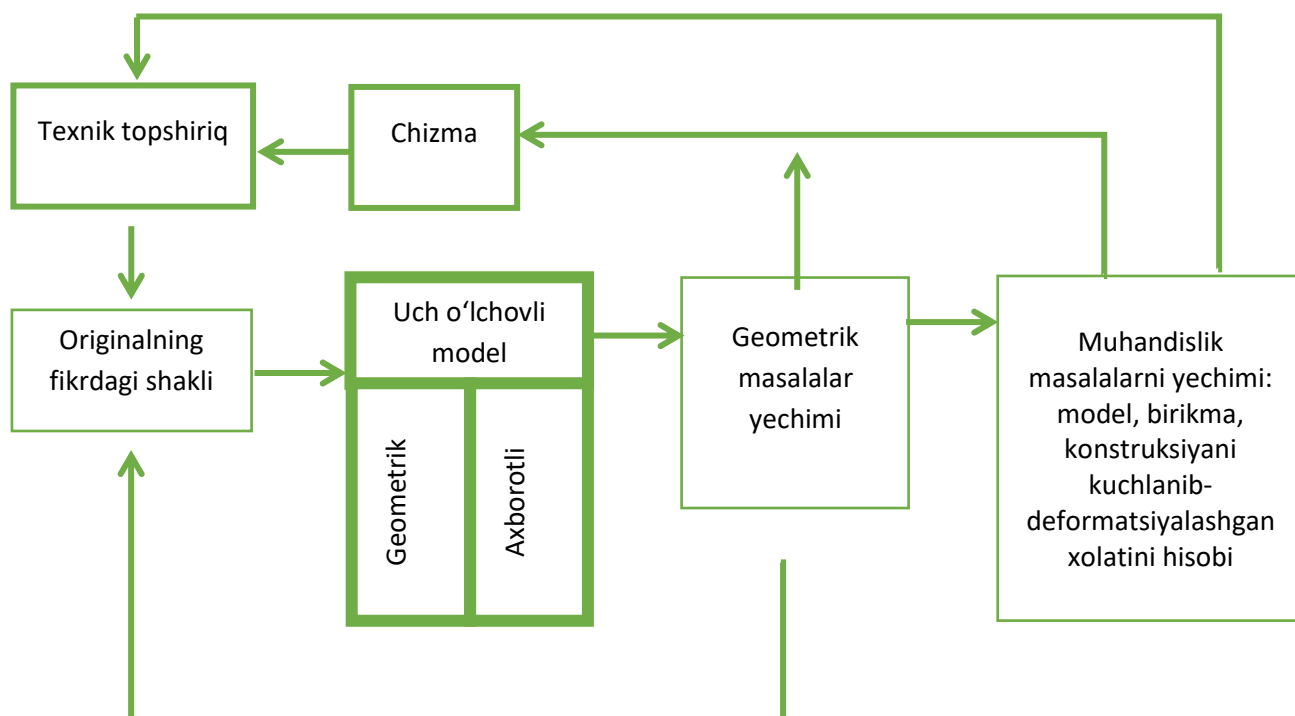 Texnik topshiriq
Chizma
Originalning
fikrdagi shakli
Uch o‘lchovli
model
Geometrik
Axborotli
Geometrik
masalalar
yechimi
Muhandislik
masalalarni yechimi:
model, birikma,
konstruksiyani
kuchlanib-
deformatsiyalashgan
xolatini hisobi